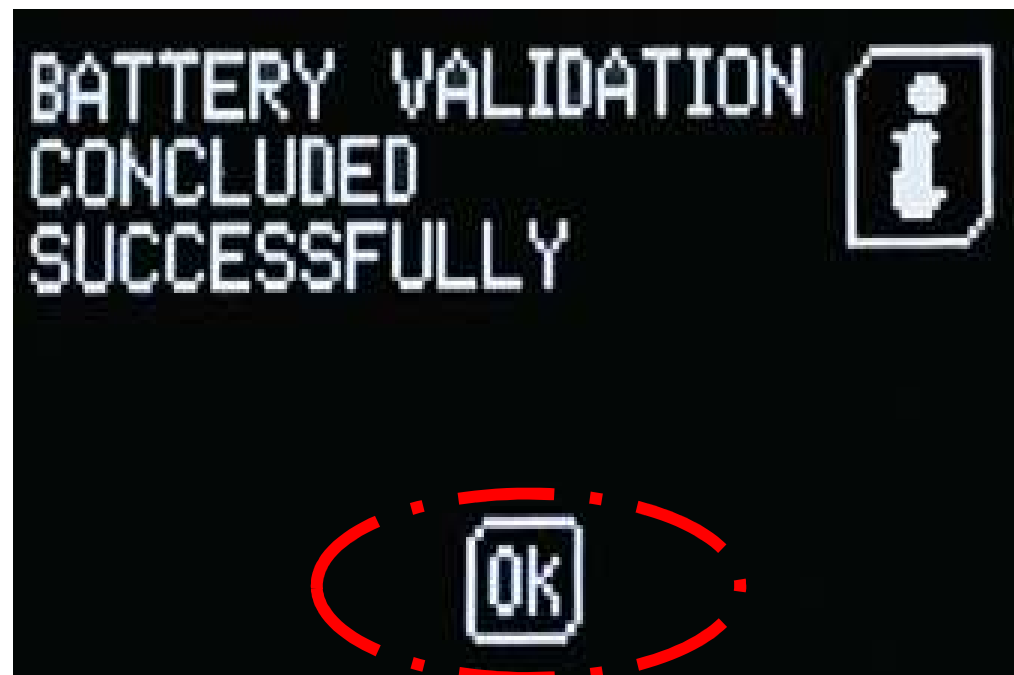 BATTERY VALIDATION
CONCLUDED
SUCCESSFULLY
i
OK